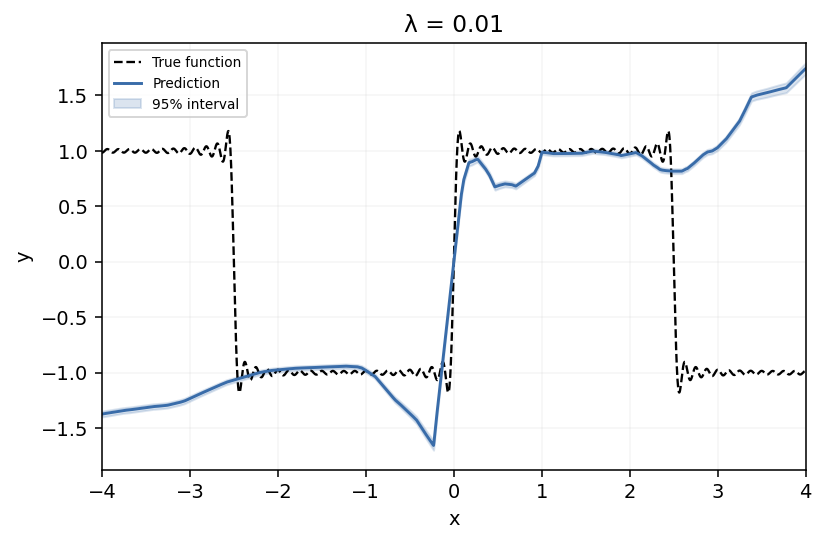 λ = 0.01
True function
Prediction
95% interval
y
1.5
1.0
0.5
0.0
−0.5
−1.0
−1.5
−4 −3 −2 −1 0 1 2 3 4
x